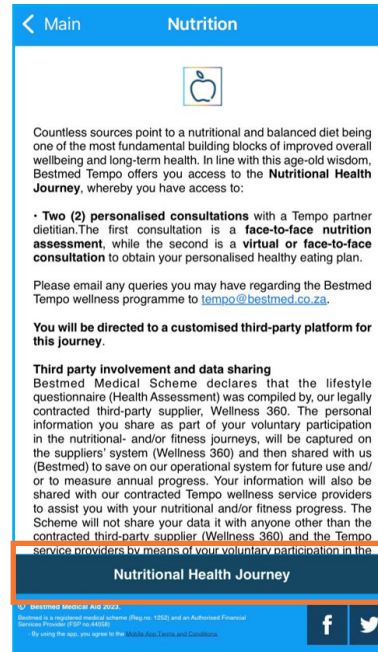 Main
Nutrition
Countless sources point to a nutritional and balanced diet being
one of the most fundamental building blocks of improved overall
wellbeing and long-term health. In line with this age-old wisdom,
Bestmed Tempo offers you access to the Nutritional Health
Journey, whereby you have access to:
• Two (2) personalised consultations with a Tempo partner
dietitian.The first consultation is a face-to-face nutrition
assessment, while the second is a virtual or face-to-face
consultation to obtain your personalised healthy eating plan.
Please email any queries you may have regarding the Bestmed
Tempo wellness programme to tempo@bestmed.co.za.
You will be directed to a customised third-party platform for
this journey.
Third party involvement and data sharing
Bestmed Medical Scheme declares that the lifestyle
questionnaire (Health Assessment) was compiled by, our legally
contracted third-party supplier, Wellness 360. The personal
information you share as part of your voluntary participation
in the nutritional- and/or fitness journeys, will be captured on
the suppliers' system (Wellness 360) and then shared with us
(Bestmed) to save on our operational system for future use and/
or to measure annual progress. Your information will also be
shared with our contracted Tempo wellness service providers
to assist you with your nutritional and/or fitness progress. The
Scheme will not share your data it with anyone other than the
contracted third-party supplier (Wellness 360) and the Tempo
service providers by means of your voluntary participation in the
Nutritional Health Journey
© Bestmed Medical Aid 2023.
Bestmed is a registered medical scheme (Reg.no. 1252) and an Authorised Financial
Services Provider (FSP no.44058)
- By using the app, you agree to the Mobile App Terms and Conditions